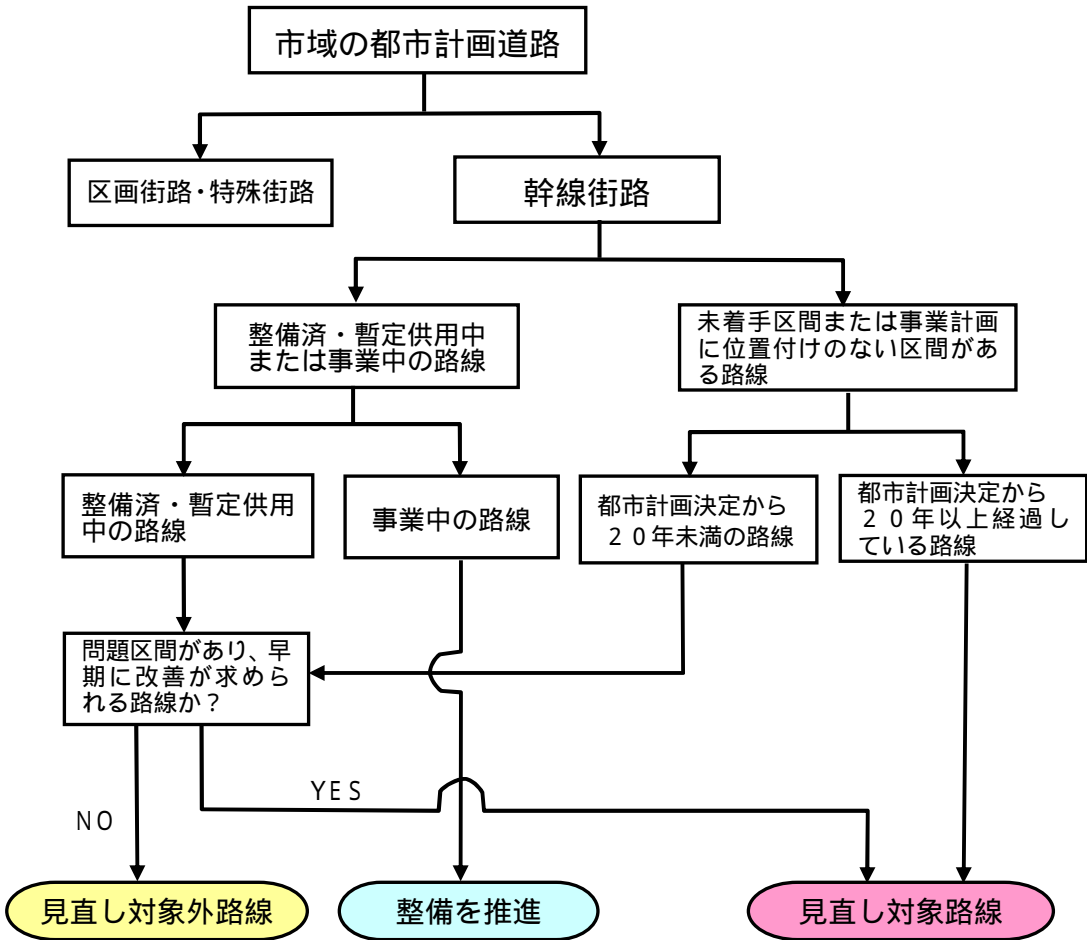 市域の都市計画道路
区画街路・特殊街路
幹線街路
整備済・暫定供用中
または事業中の路線
未着手区間または事業計画
に位置付けのない区間があ
る路線
整備済・暫定供用
中の路線
事業中の路線
都市計画決定から
２０年未満の路線
都市計画決定から
２０年以上経過し
ている路線
問題区間があり、早
期に改善が求めら
れる路線か？
YES
NO
見直し対象外路線
整備を推進
見直し対象路線